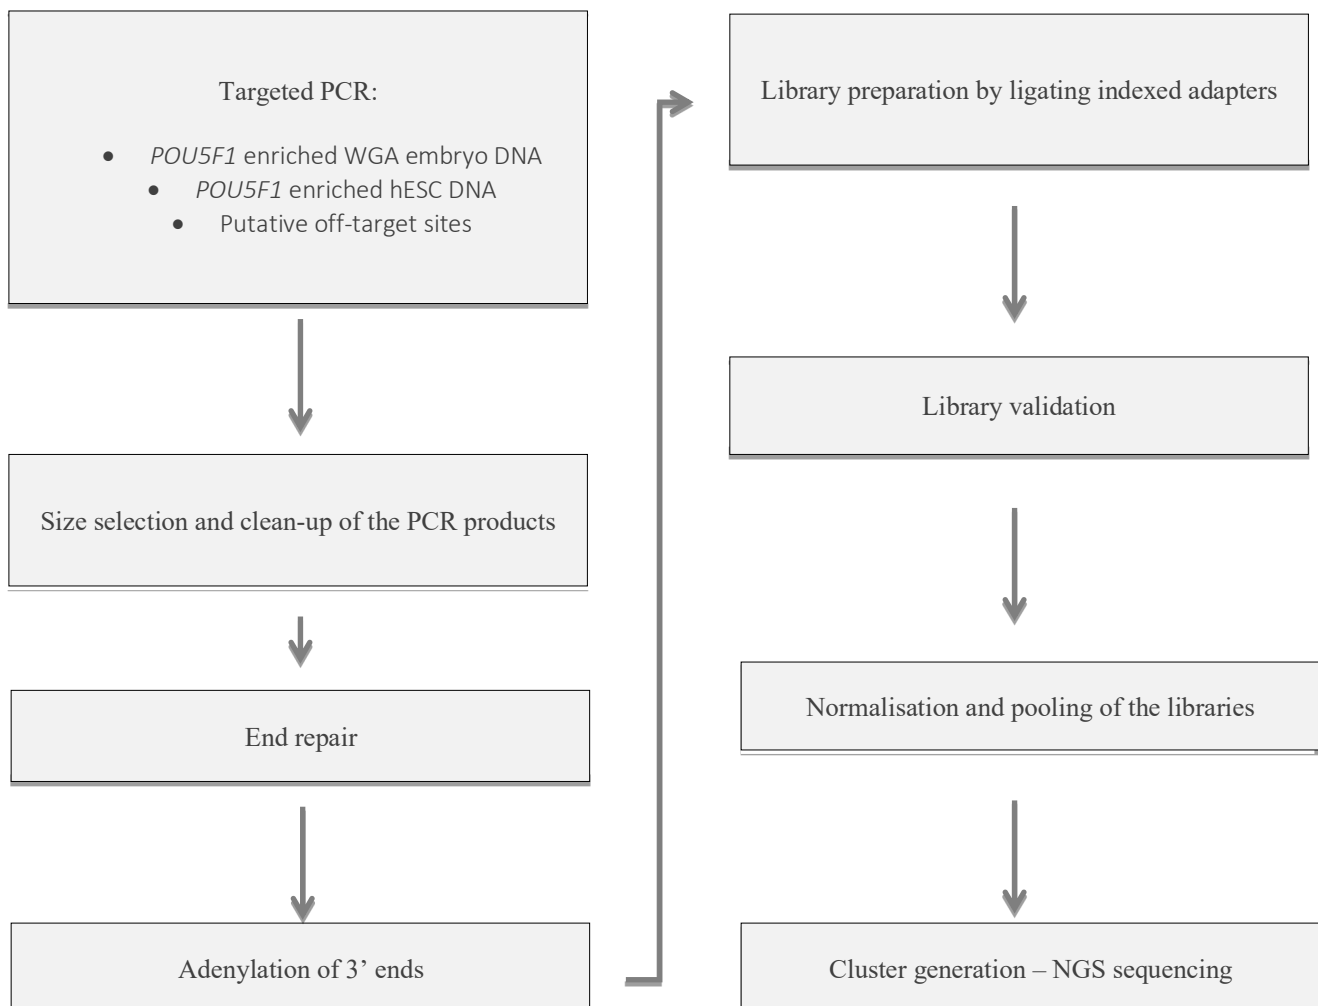 Targeted PCR:
• POU5F1 enriched WGA embryo DNA
• POU5F1 enriched hESC DNA
• Putative off-target sites
Size selection and clean-up of the PCR products
End repair
Adenylation of 3’ ends
Library preparation by ligating indexed adapters
Library validation
Normalisation and pooling of the libraries
Cluster generation – NGS sequencing